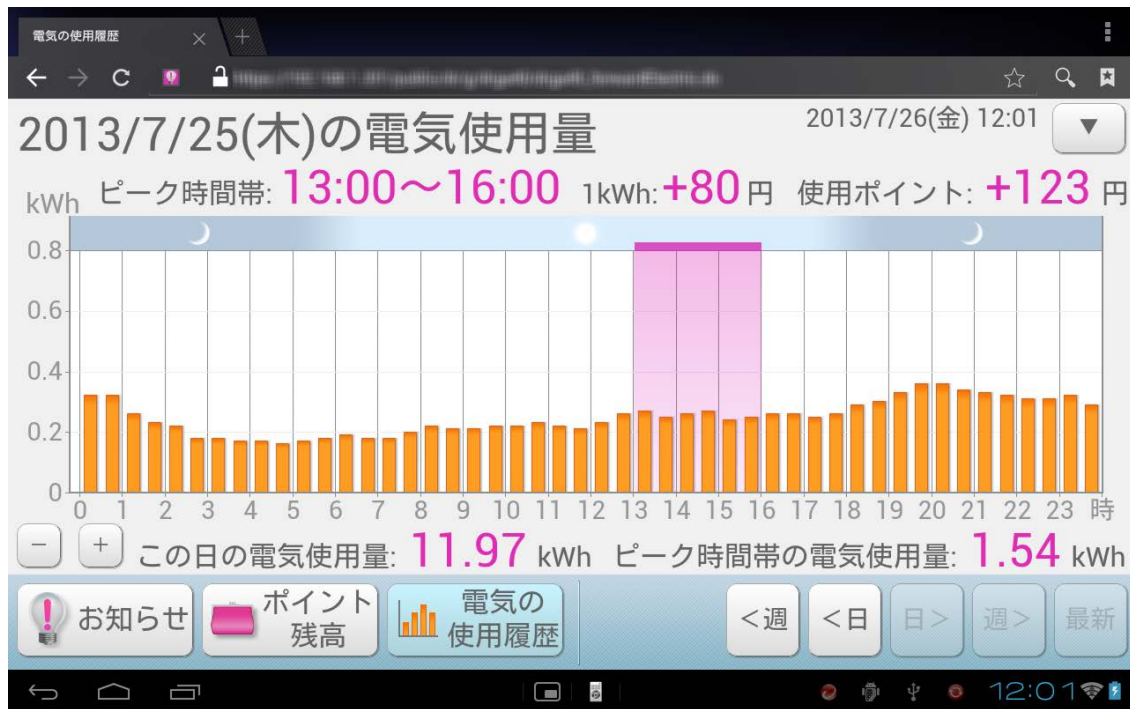 電気の使用履歴
2013/7/25(木)の電気使用量
2013/7/26(金) 12:01
▼
kWh
ピーク時間帯: 13:00～16:00 1kWh:+80 円 使用ポイント: +123 円
0.8
0.6
0.4
0.2
0
0 1 2 3 4 5 6 7 8 9 10 11 12 13 14 15 16 17 18 19 20 21 22 23 時
− + この日の電気使用量: 11.97 kWh ピーク時間帯の電気使用量: 1.54 kWh
お知らせ
ポイント
残高
電気の
使用履歴
<週
<日
日>
週>
最新
12:01